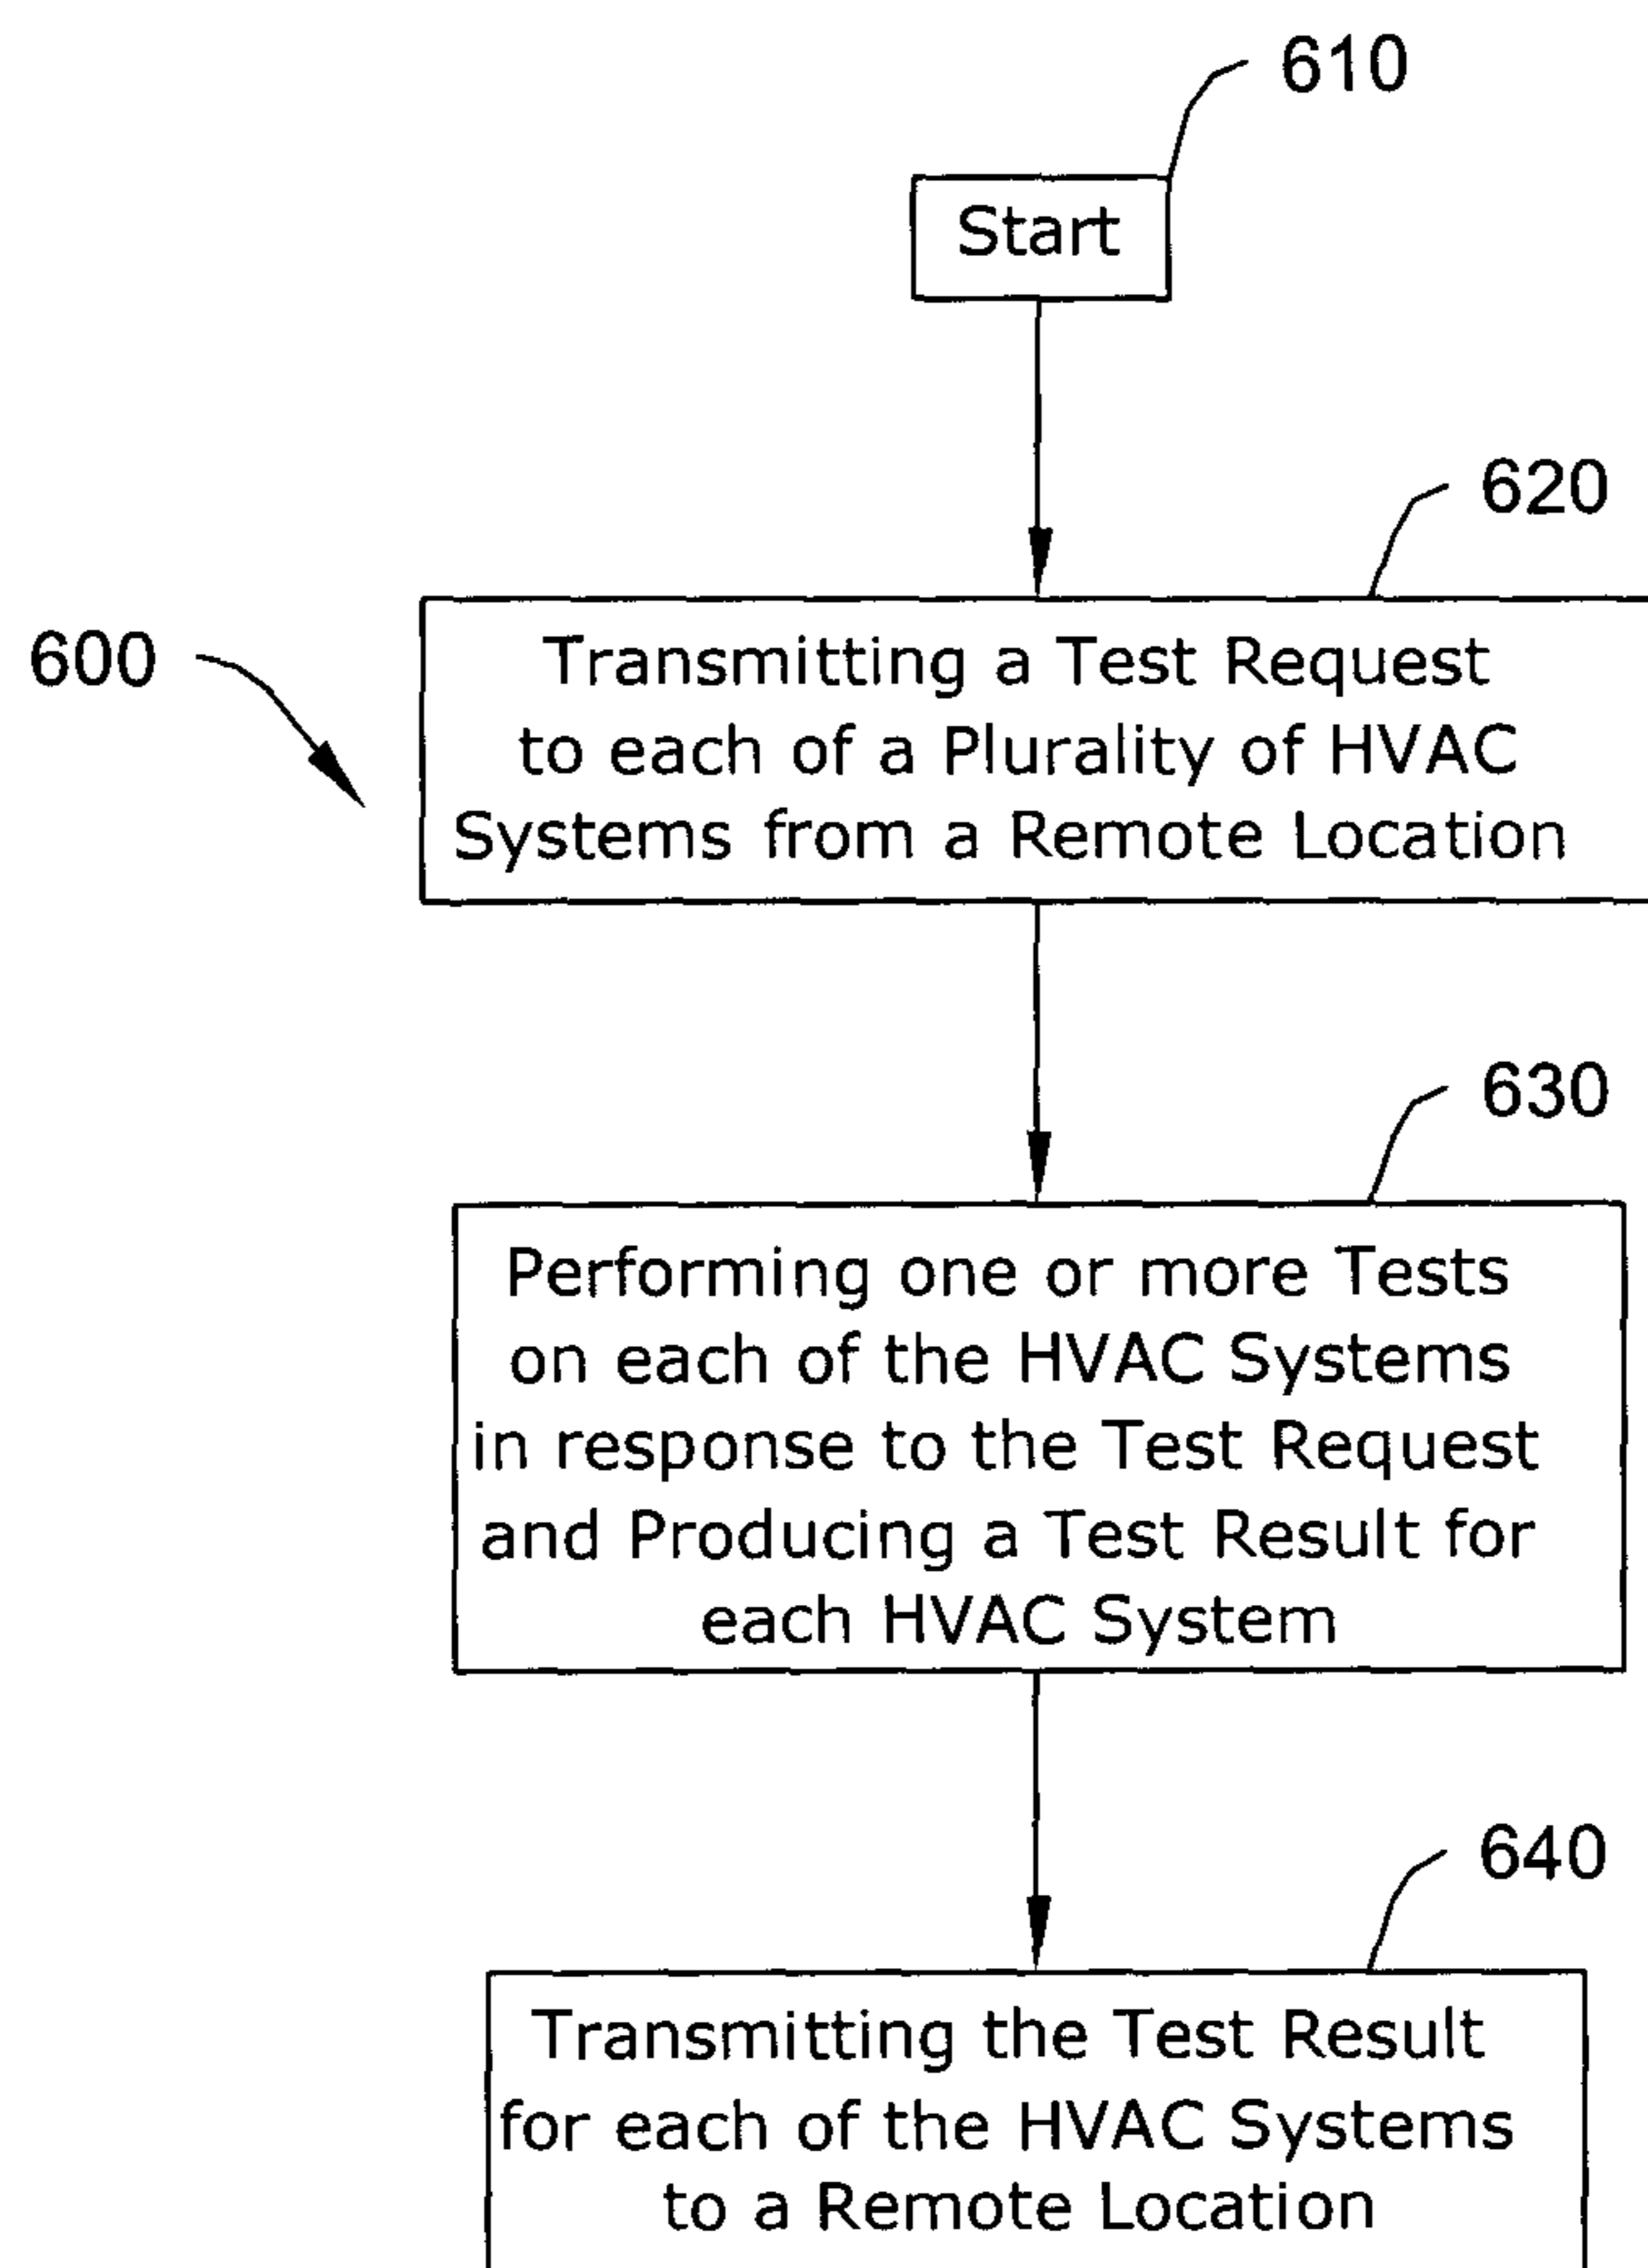 610
Start
620
600
Transmitting a Test Request
to each of a Plurality of HVAC
Systems from a Remote Location
630
Performing one or more Tests
on each of the HVAC Systems
in response to the Test Request
and Producing a Test Result for
each HVAC System
640
Transmitting the Test Result
for each of the HVAC Systems
to a Remote Location